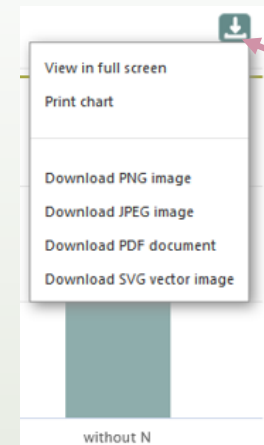 View in full screen
Print chart
Download PNG image
Download JPEG image
Download PDF document
Download SVG vector image
without N